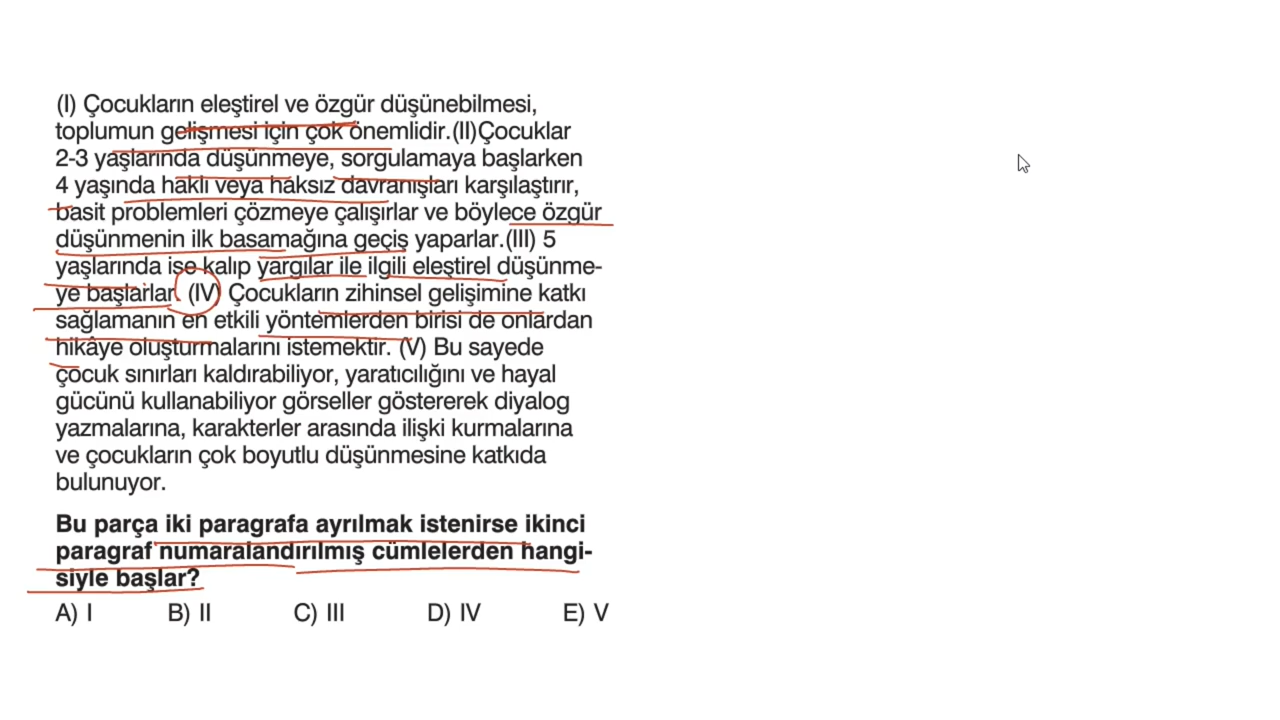 (I) Çocukların eleştirel ve özgür düşünebilmesi,
toplumun gelişmesi için çok önemlidir.(II)Çocuklar
2-3 yaşlarında düşünmeye, sorgulamaya başlarken
4 yaşında haklı veya haksız davranışları karşılaştırır,
basit problemleri çözmeye çalışırlar ve böylece özgür
düşünmenin ilk basamağına geçiş yaparlar.(III) 5
yaşlarında ise kalıp yargılar ile ilgili eleştirel düşünme-
ye başlarlar. (IV) Çocukların zihinsel gelişimine katkı
sağlamanın en etkili yöntemlerden birisi de onlardan
hikâye oluşturmalarını istemektir. (V) Bu sayede
çocuk sınırları kaldırabiliyor, yaratıcılığını ve hayal
gücünü kullanabiliyor görseller göstererek diyalog
yazmalarına, karakterler arasında ilişki kurmalarına
ve çocukların çok boyutlu düşünmesine katkıda
bulunuyor.
Bu parça iki paragrafa ayrılmak istenirse ikinci
paragraf numaralandırılmış cümlelerden hangi-
siyle başlar?
A) I B) II C) III D) IV E) V